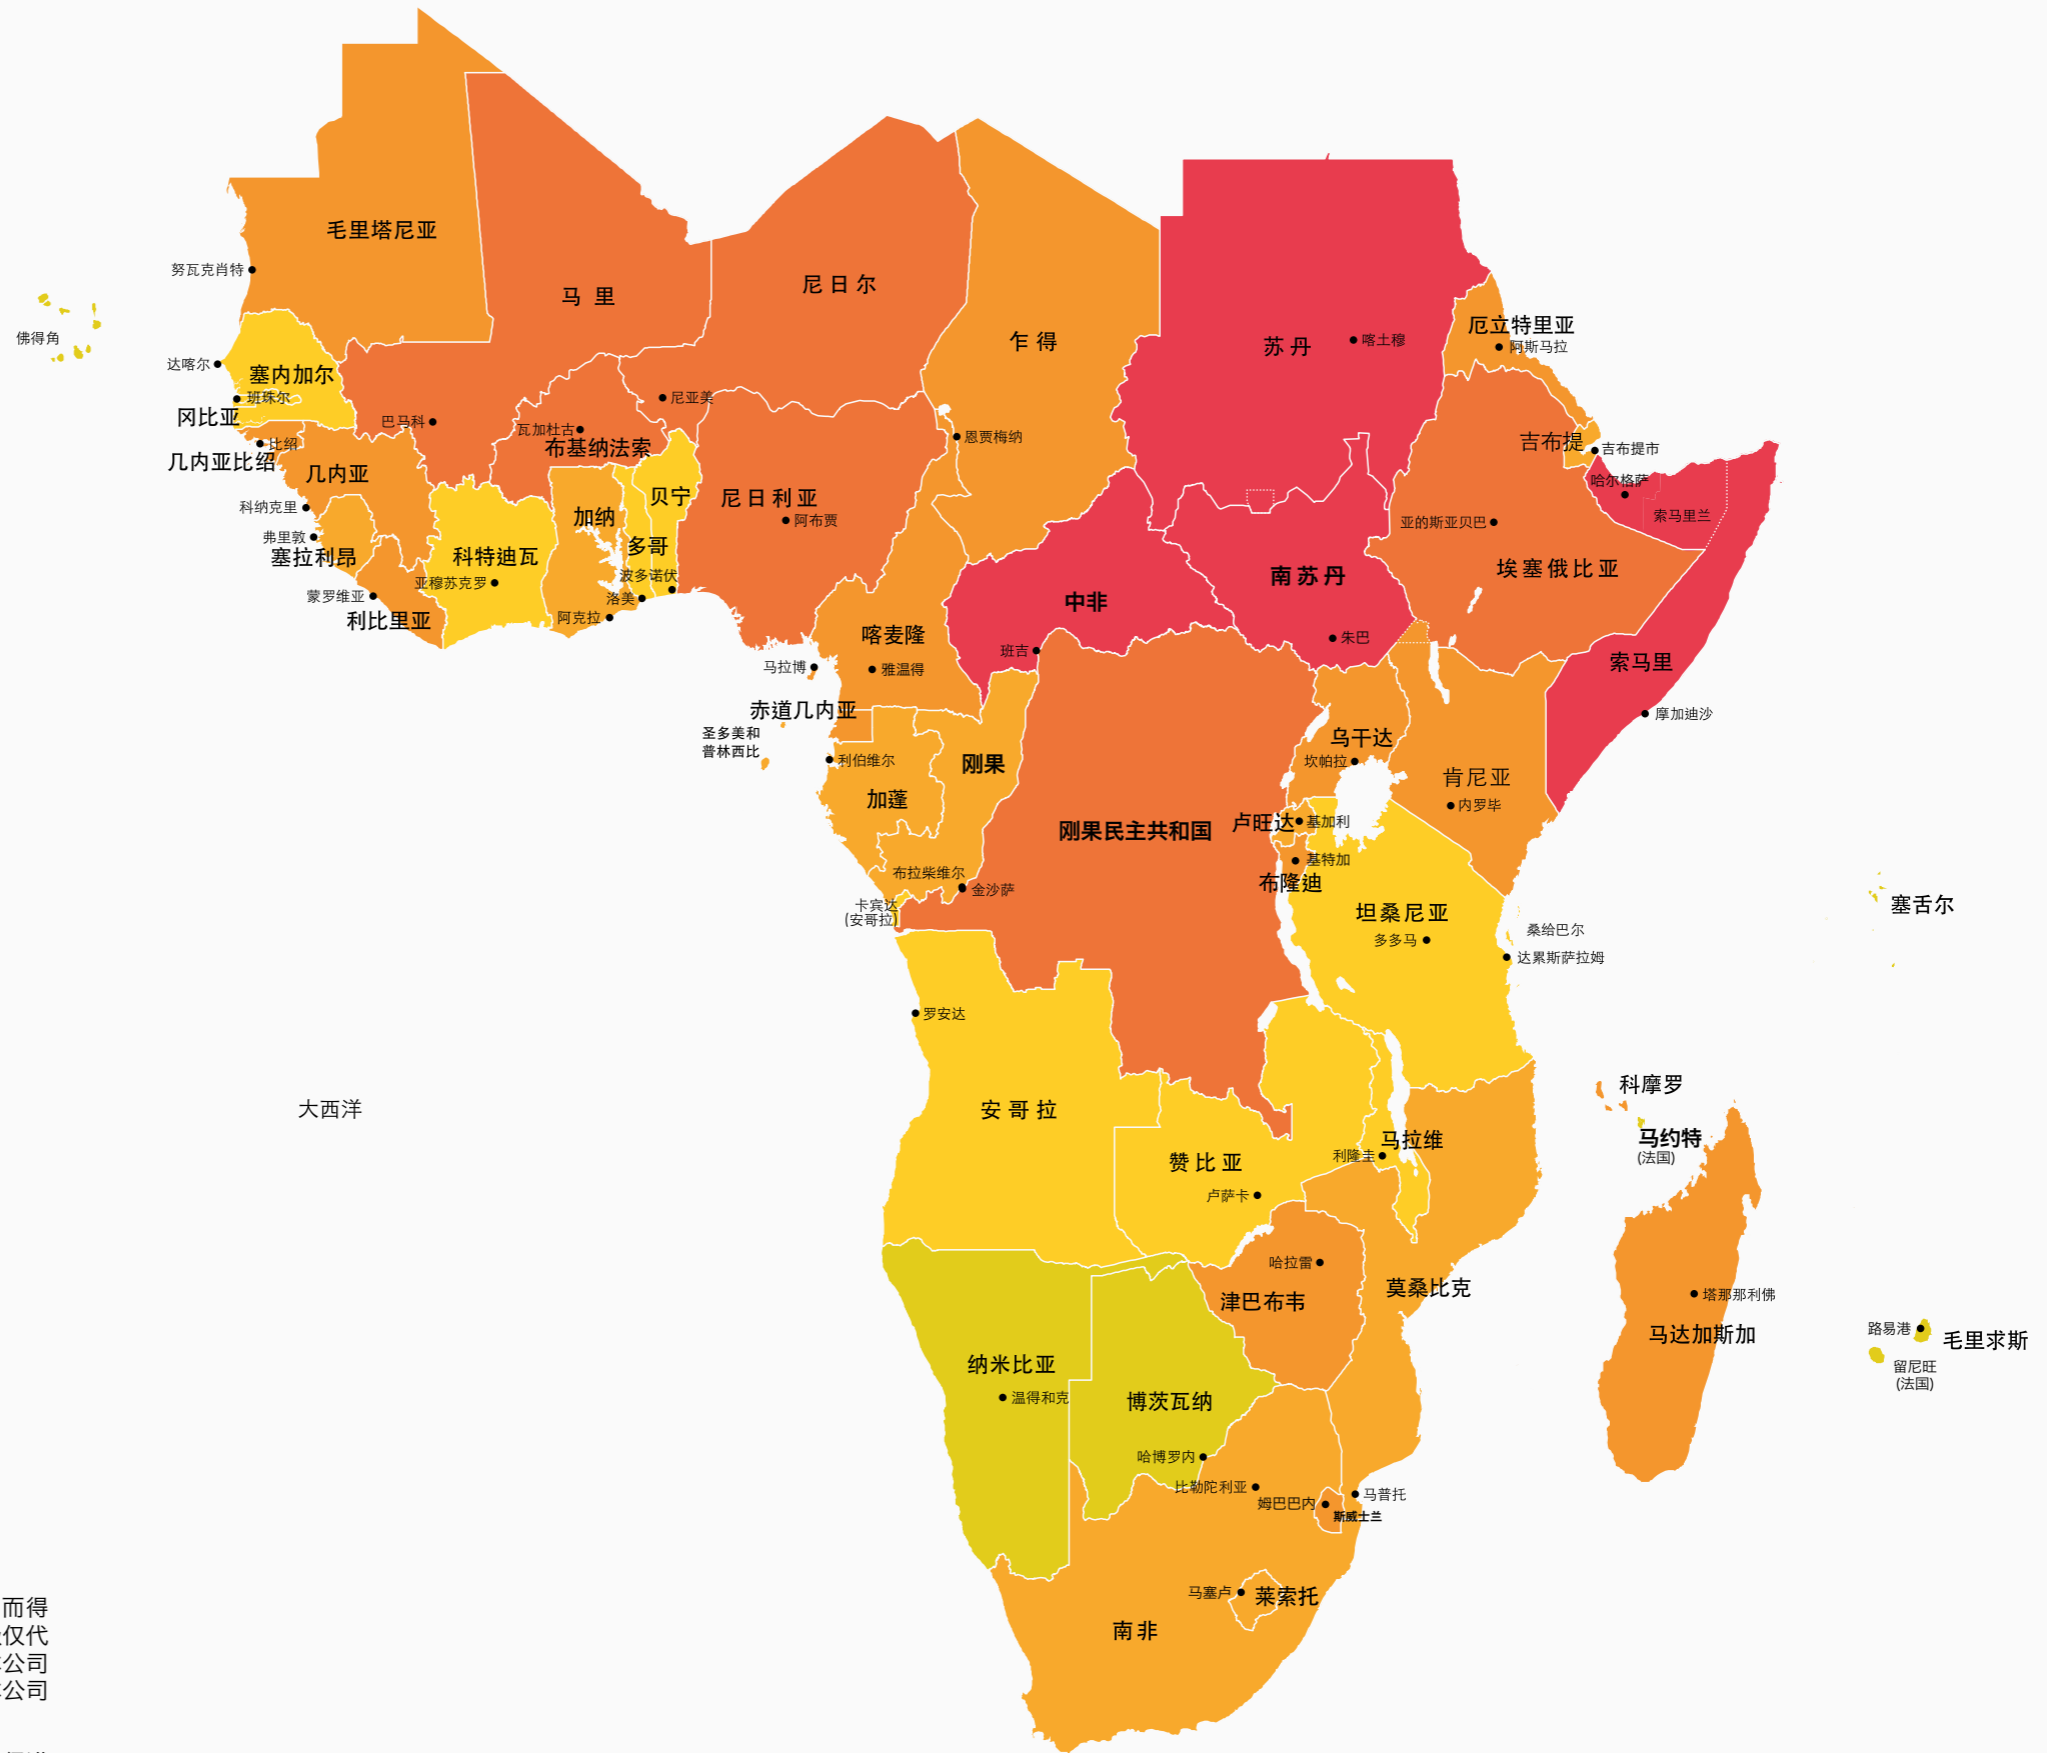 毛里塔尼亚
努瓦克肖特
马 里
尼日尔
乍得
佛得角
达喀尔
塞内加尔
班珠尔
冈比亚
比绍
几内亚比绍
几内亚
科纳克里
弗里敦
塞拉利昂
蒙罗维亚
利比里亚
巴马科
瓦加杜古
布基纳法索
尼亚美
科特迪瓦
亚穆苏克罗
加纳
阿克拉
多哥
洛美
贝宁
波多诺伏
尼日利亚
阿布贾
恩贾梅纳
苏丹
喀土穆
厄立特里亚
阿斯马拉
吉布提
吉布提市
哈尔格萨
索马里兰
亚的斯亚贝巴
埃塞俄比亚
南苏丹
朱巴
中非
班吉
喀麦隆
雅温得
马拉博
赤道几内亚
圣多美和
普林西比
利伯维尔
加蓬
刚果
布拉柴维尔
金沙萨
卡宾达
(安哥拉)
刚果民主共和国
乌干达
坎帕拉
肯尼亚
内罗毕
索马里
摩加迪沙
卢旺达
基加利
基特加
布隆迪
坦桑尼亚
多多马
桑给巴尔
达累斯萨拉姆
塞舌尔
罗安达
安哥拉
赞比亚
卢萨卡
马拉维
利隆圭
科摩罗
马约特
(法国)
大西洋
哈拉雷
津巴布韦
莫桑比克
塔那那利佛
马达加斯加
路易港
毛里求斯
留尼旺
(法国)
纳米比亚
温得和克
博茨瓦纳
哈博罗内
比勒陀利亚
姆巴巴内
斯威士兰
马普托
马塞卢
莱索托
南非
而得
仅代
公司
公司